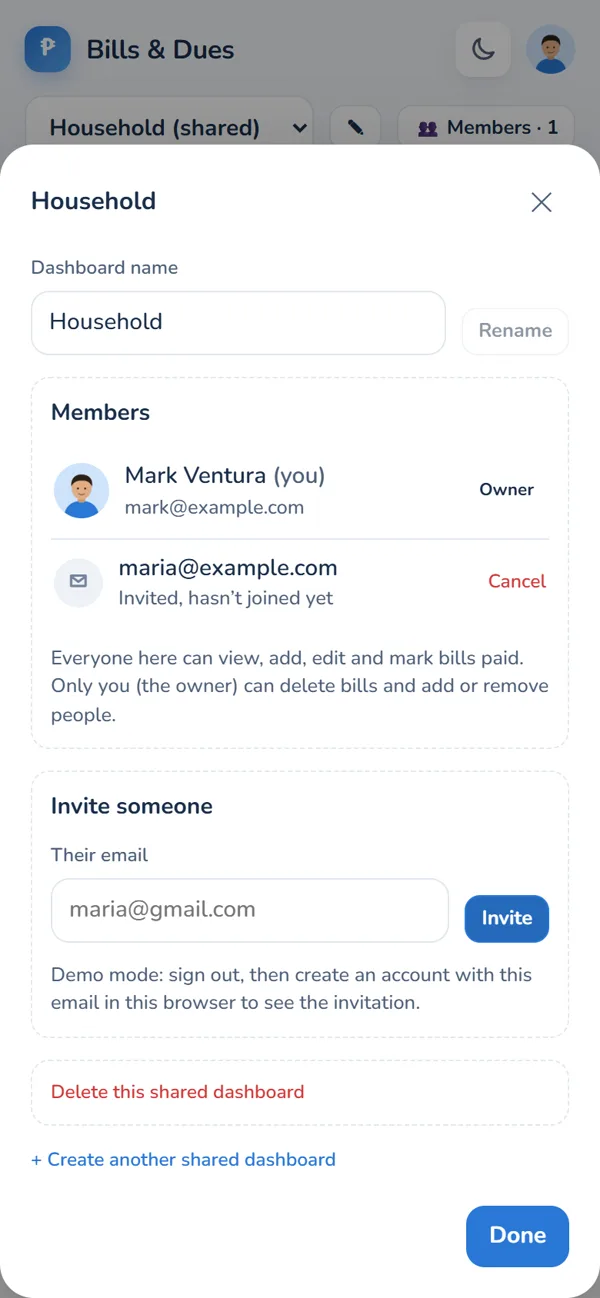 ₱
Bills & Dues
Household (shared)
Members · 1
Household
Dashboard name
Household
Rename
Members
Mark Ventura (you)
mark@example.com
Owner
maria@example.com
Invited, hasn’t joined yet
Cancel
Everyone here can view, add, edit and mark bills paid.
Only you (the owner) can delete bills and add or remove
people.
Invite someone
Their email
maria@gmail.com
Invite
Demo mode: sign out, then create an account with this
email in this browser to see the invitation.
Delete this shared dashboard
+ Create another shared dashboard
Done